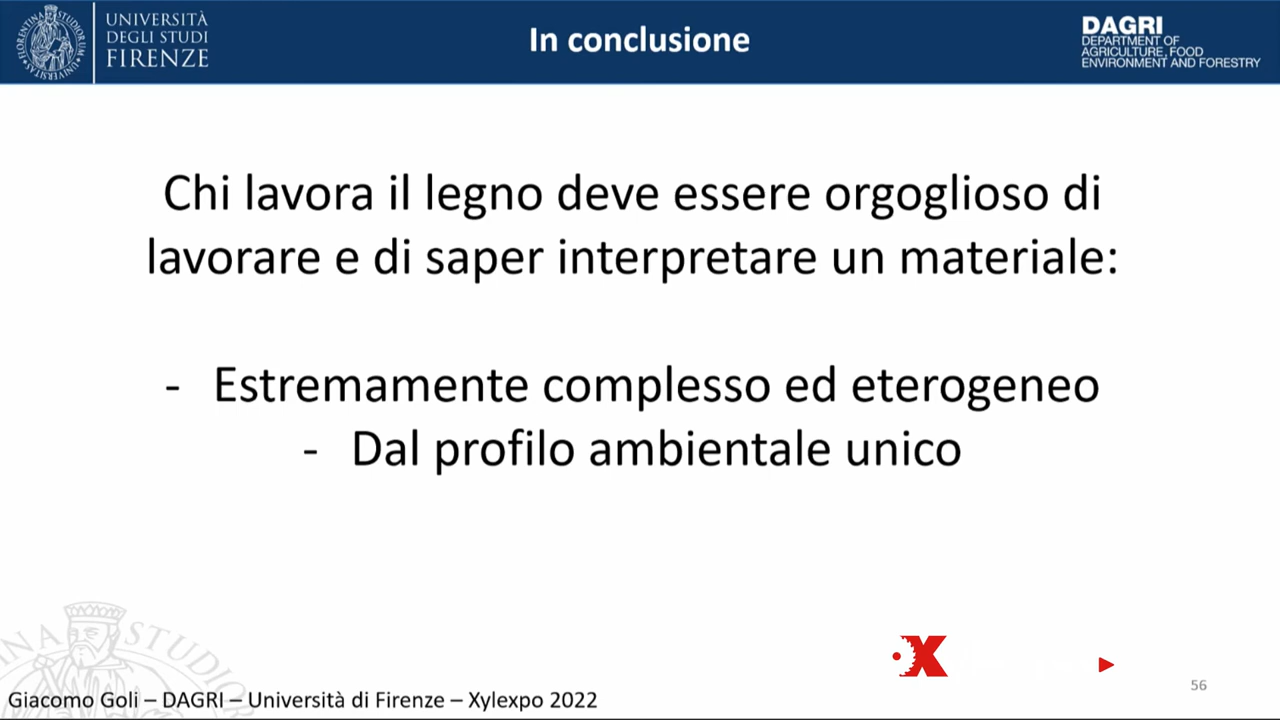 UNIVERSITÀ
DEGLI STUDI
FIRENZE
In conclusione
DAGRI
DEPARTMENT OF
AGRICULTURE, FOOD
ENVIRONMENT AND FORESTRY
Chi lavora il legno deve essere orgoglioso di
lavorare e di saper interpretare un materiale:
- Estremamente complesso ed eterogeneo
- Dal profilo ambientale unico
X
Giacomo Goli – DAGRI – Università di Firenze – Xylexpo 2022
56